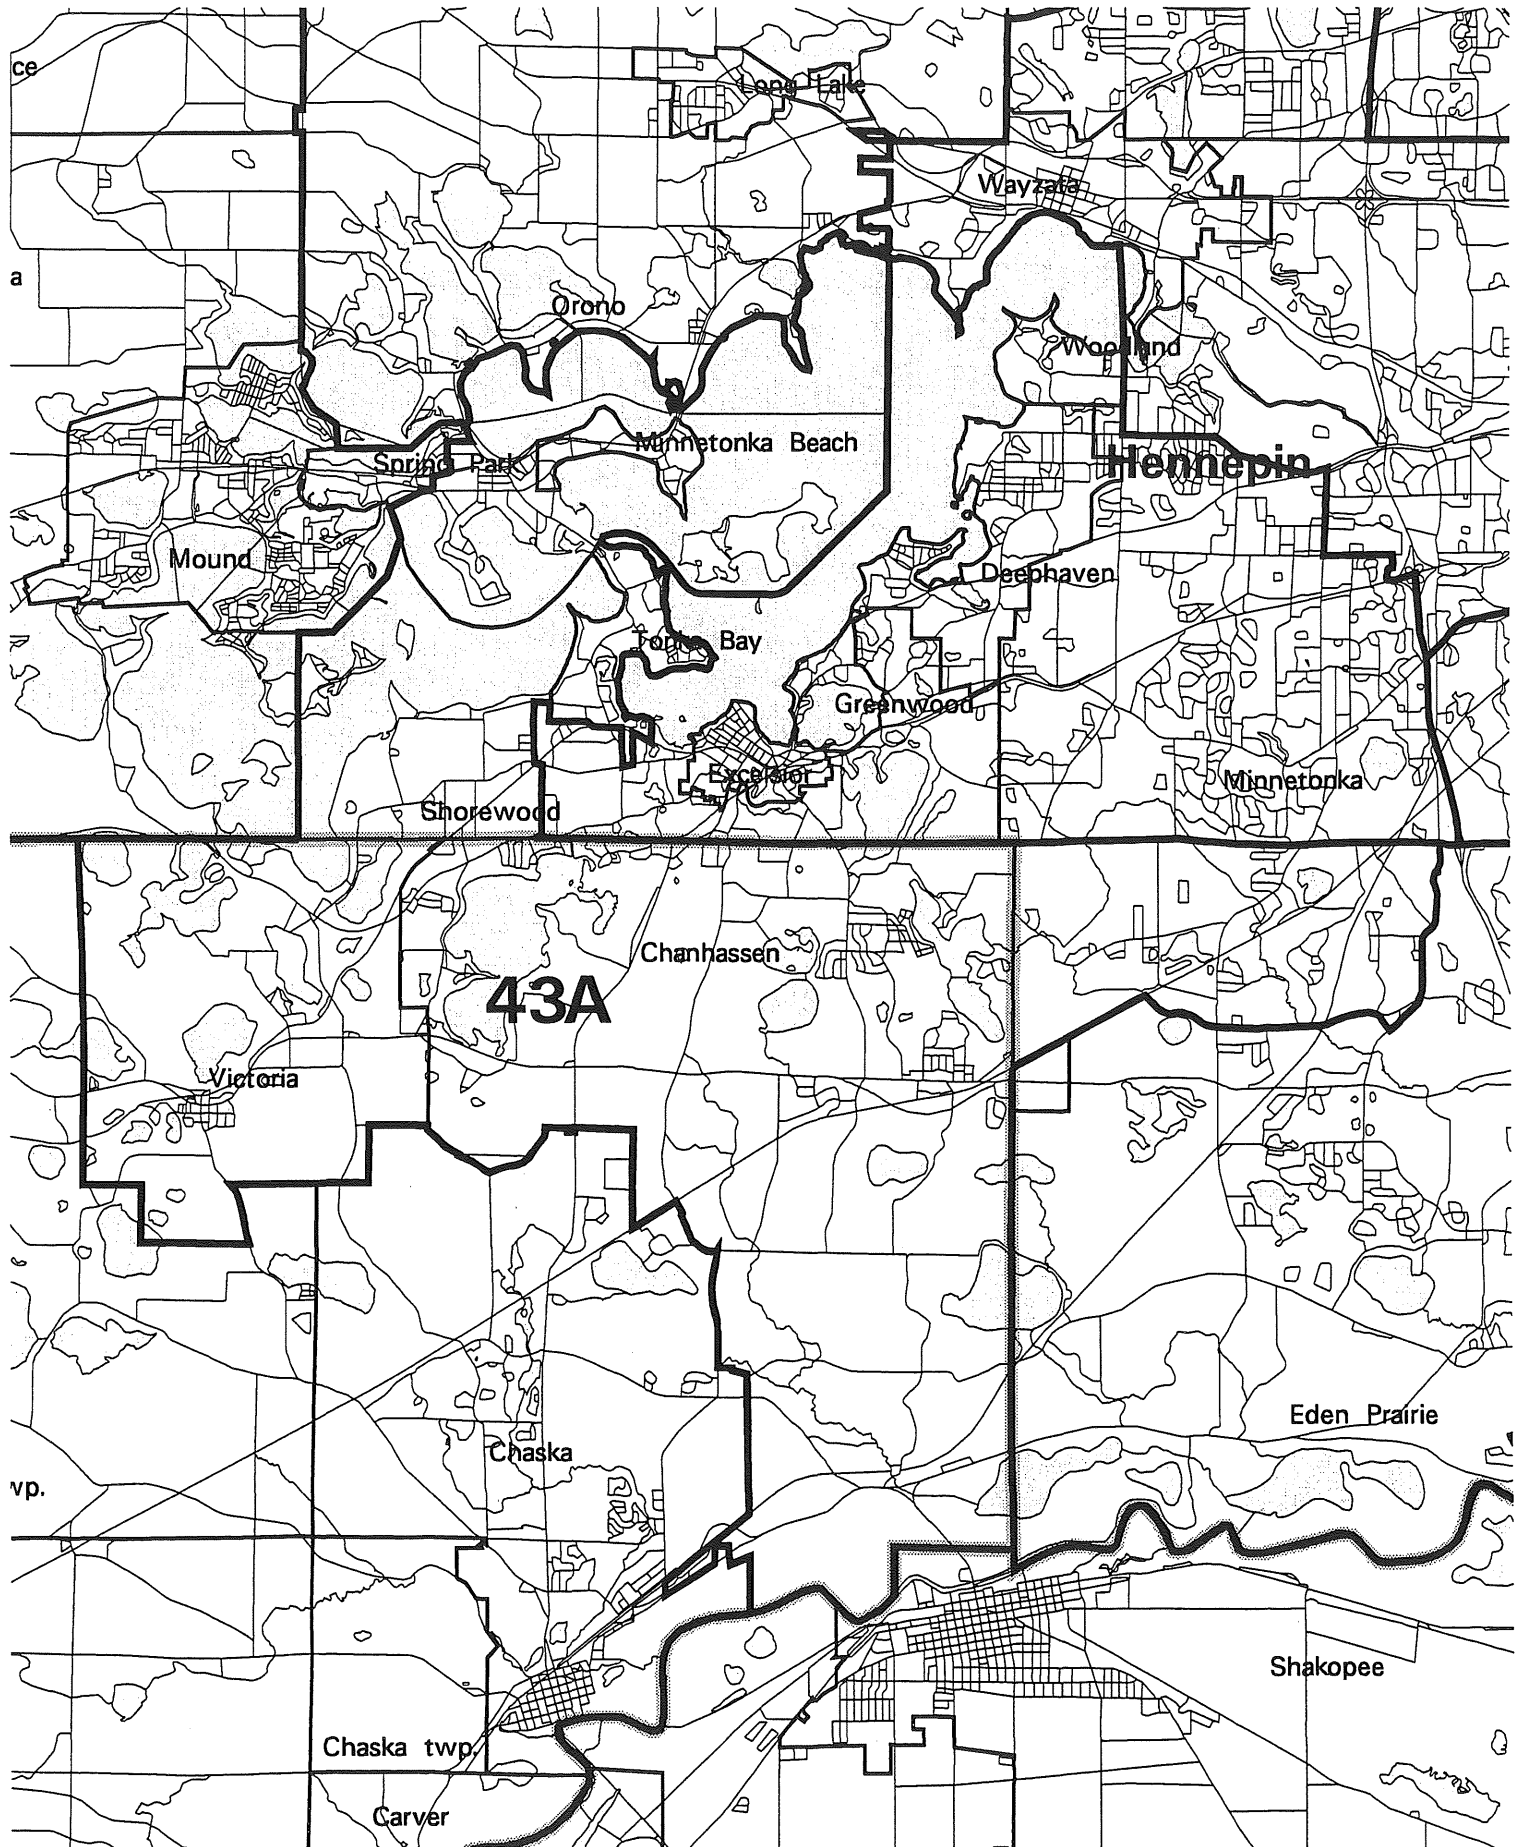 ce
Long Lake
Wayzata
a
Orono
Woodland
Minnetonka Beach
Spring Park
Hennepin
Mound
Deephaven
Tonka Bay
Greenwood
Excelsior
Minnetonka
Shorewood
Chanhassen
43A
Victoria
Eden Prairie
Chaska
wp.
Shakopee
Chaska twp.
Carver